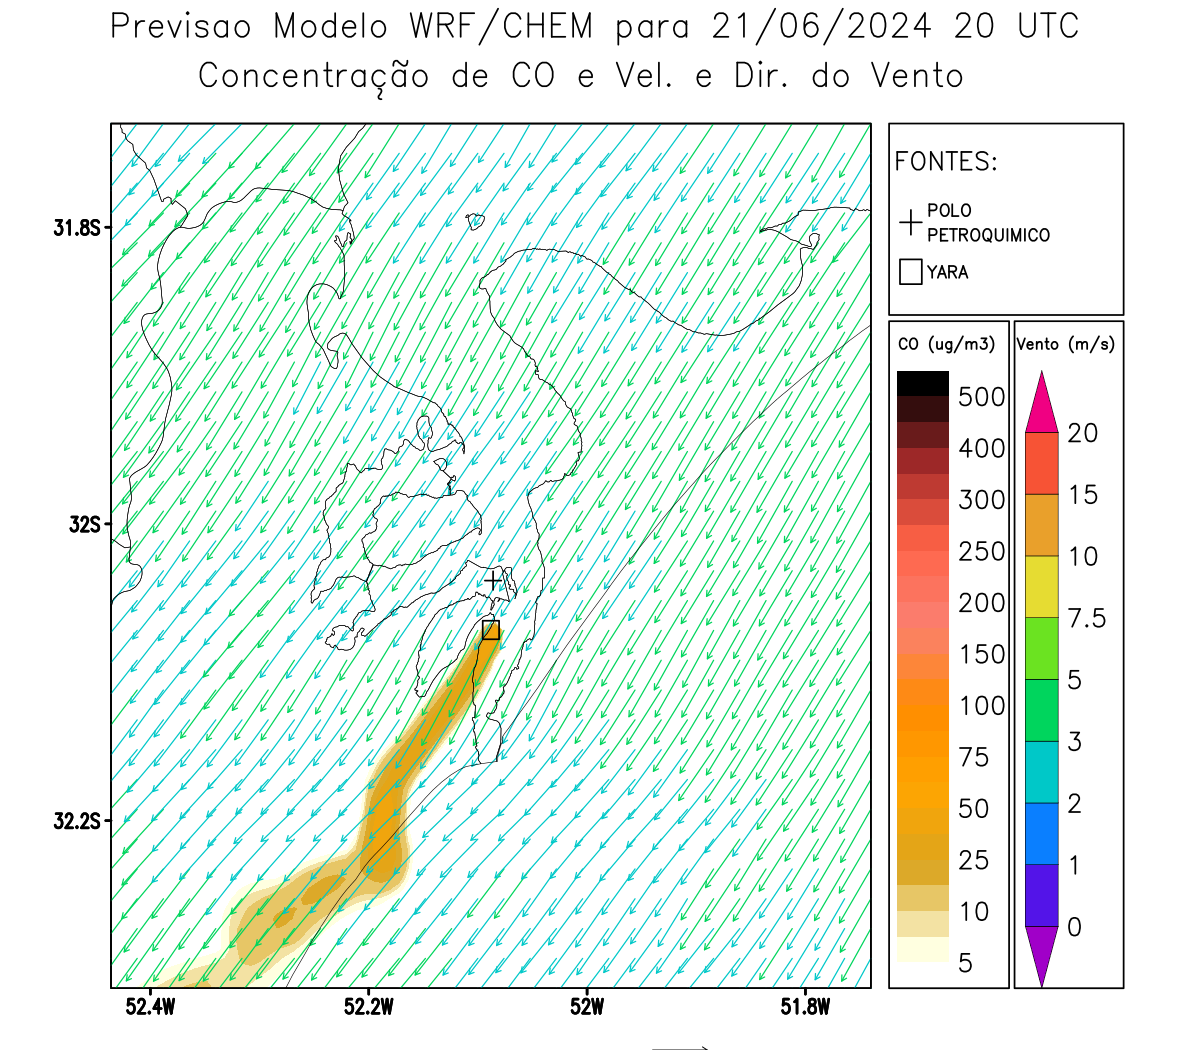 Previsao Modelo WRF/CHEM para 21/06/2024 20 UTC
Concentração de CO e Vel. e Dir. do Vento
FONTES:
POLO
PETROQUIMICO
YARA
CO (ug/m3)
500
400
300
250
200
150
100
75
50
25
10
5
Vento (m/s)
20
15
10
7.5
5
3
2
1
0
31.8S
32S
32.2S
52.4W
52.2W
52W
51.8W